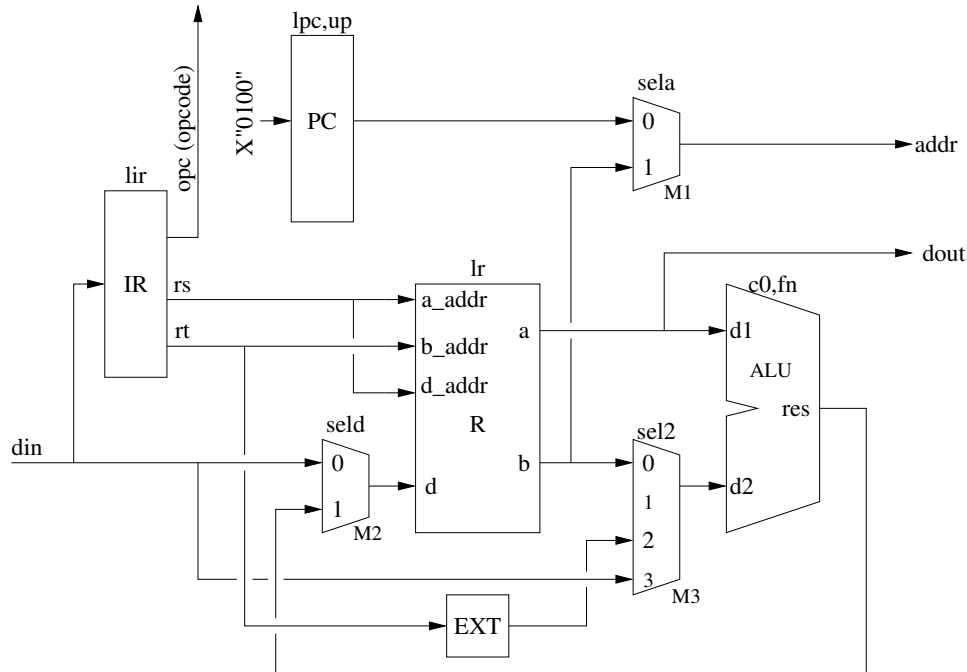 lpc,up
opc (opcode)
X"0100"
PC
sela
0
1
M1
addr
lir
IR
rs
rt
dout
lr
a_addr
b_addr
d_addr
a
R
b
d
c0,fn
d1
ALU
res
d2
din
seld
0
1
M2
sel2
0
1
2
3
M3
EXT